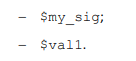 – $my_sig;
– $val1.